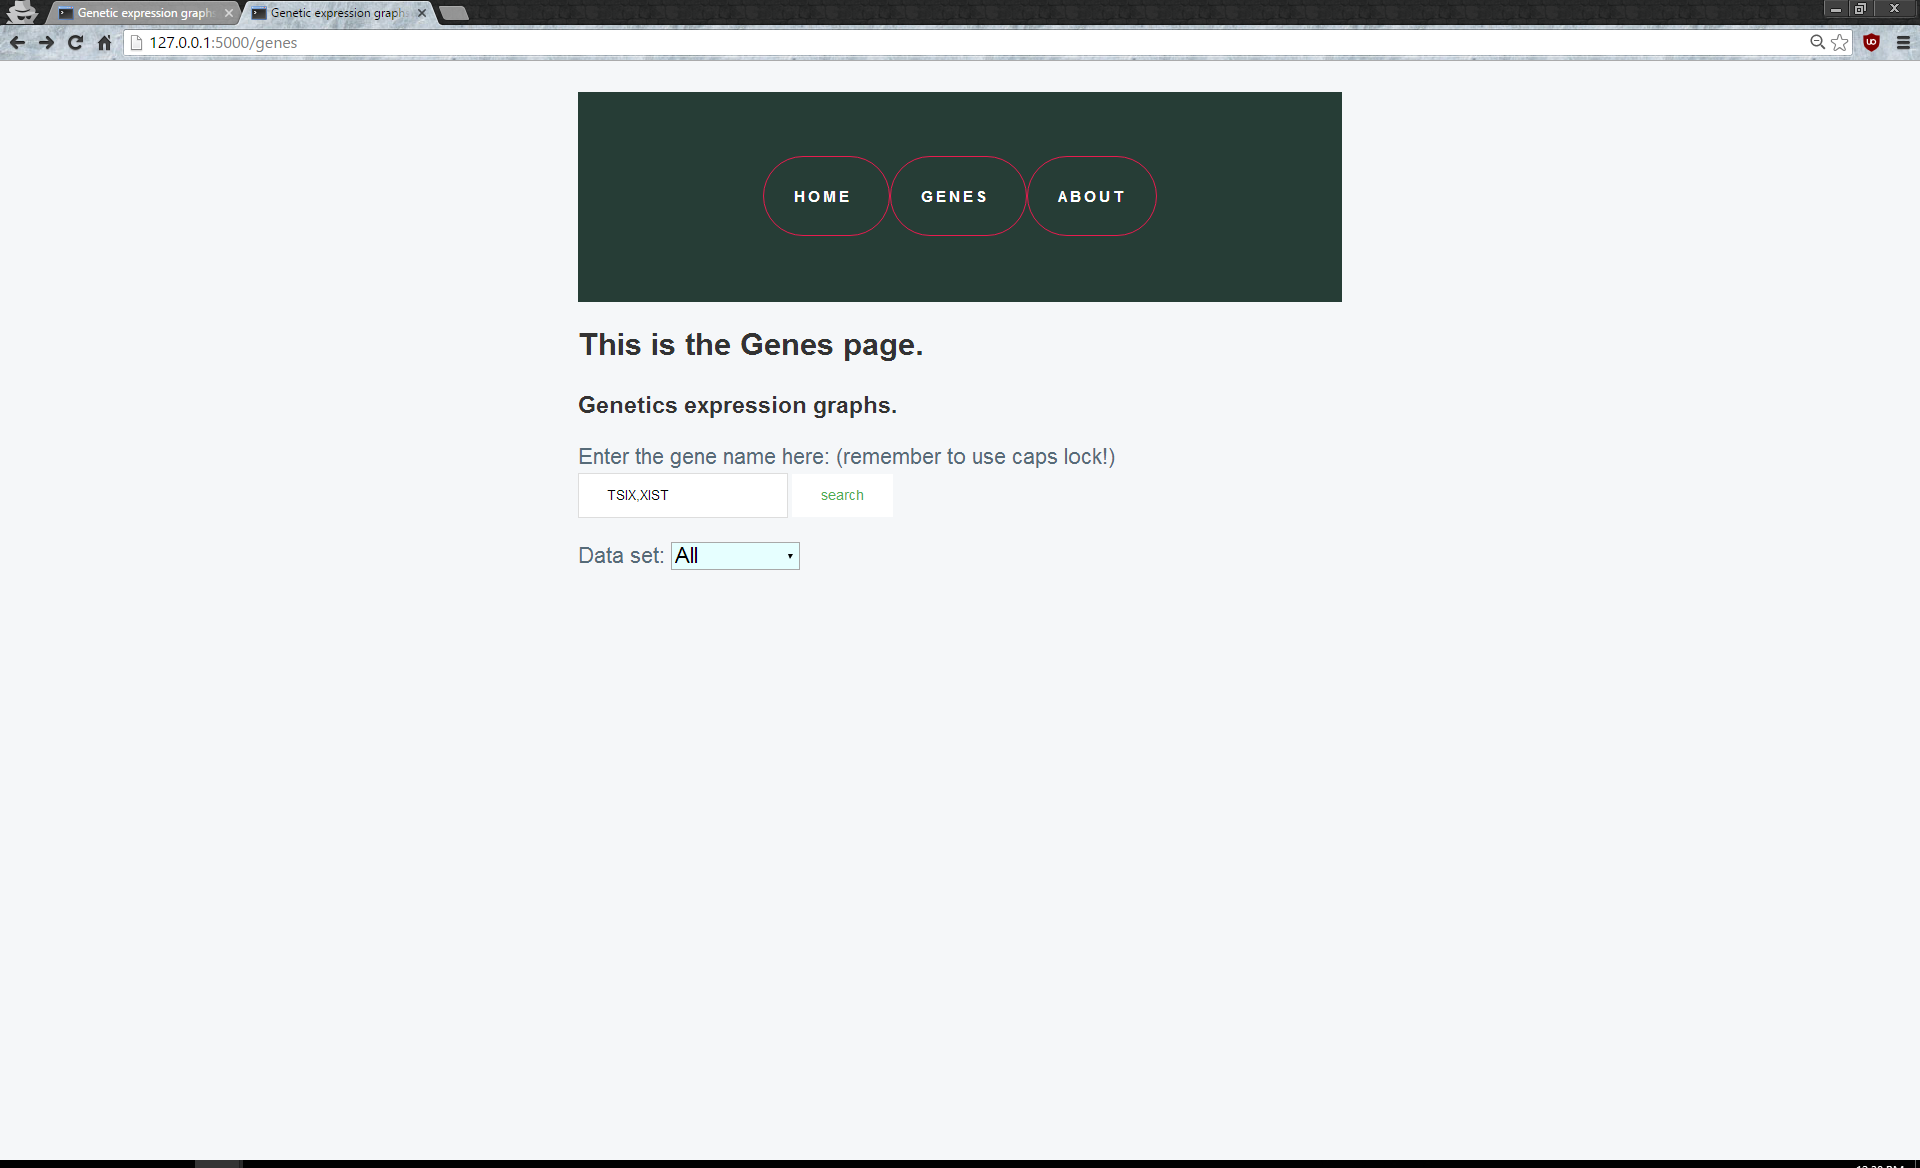 Genetic expression graph
Genetic expression graph
127.0.0.1:5000/genes
HOME GENES ABOUT
This is the Genes page.
Genetics expression graphs.
Enter the gene name here: (remember to use caps lock!)
TSIX,XIST search
Data set: All